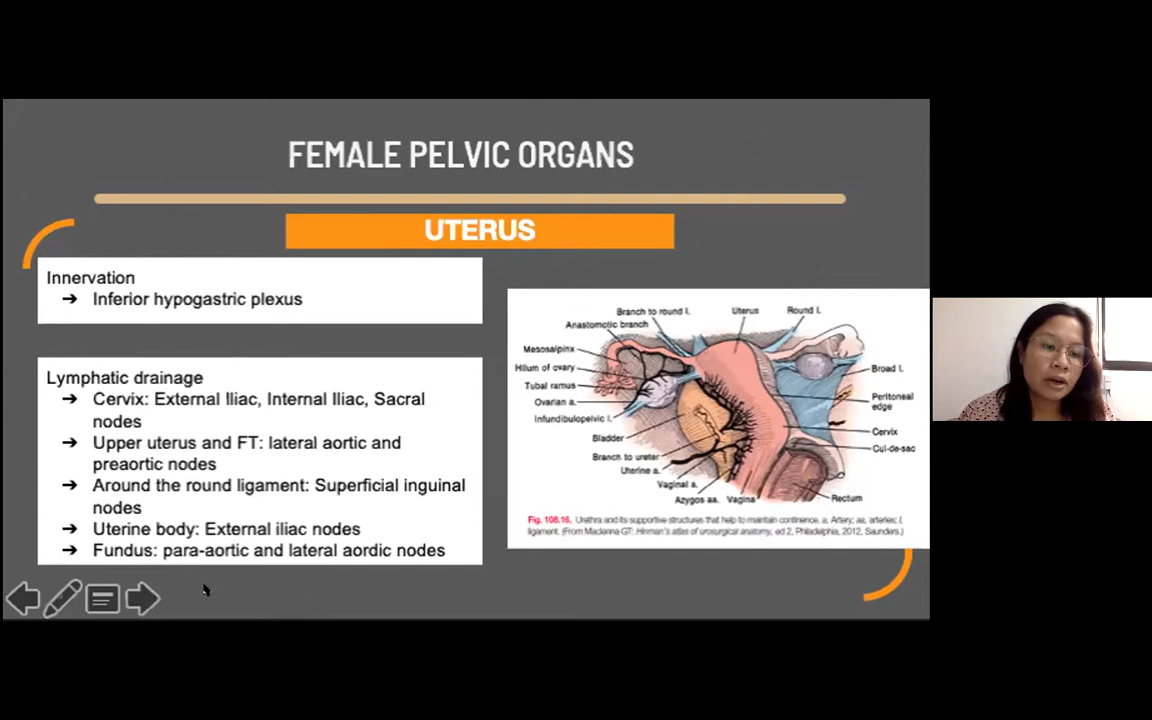 FEMALE PELVIC ORGANS
UTERUS
Innervation
➔ Inferior hypogastric plexus
Lymphatic drainage
➔ Cervix: External Iliac, Internal Iliac, Sacral
nodes
➔ Upper uterus and FT: lateral aortic and
preaortic nodes
➔ Around the round ligament: Superficial inguinal
nodes
➔ Uterine body: External iliac nodes
➔ Fundus: para-aortic and lateral aordic nodes
Branch to round l.
Uterus
Round l.
Anastomotic branch
Mesosalpinx
Hilum of ovary
Tubal ramus
Ovarian a.
Infundibulopelvic l.
Bladder
Branch to ureter
Uterine a.
Vaginal a.
Azygos aa.
Vagina
Rectum
Broad l.
Peritoneal
edge
Cervix
Cul-de-sac
Fig. 108.16. Urethra and its supportive structures that help to maintain continence. a, Artery; aa, arteries; l,
ligament. (From MacLennan GT: Hinman's atlas of urosurgical anatomy, ed 2, Philadelphia, 2012, Saunders.)